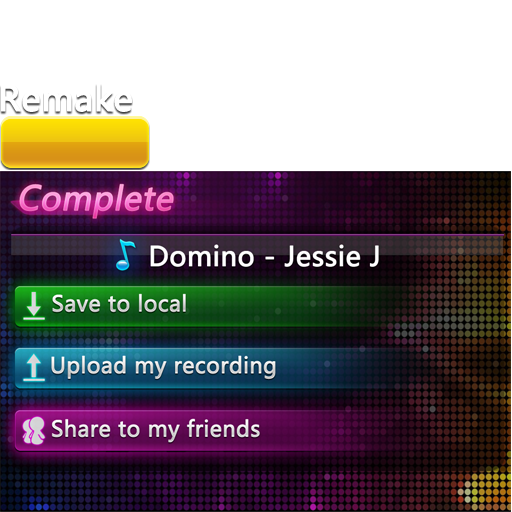 Remake
Complete
Domino - Jessie J
Save to local
Upload my recording
Share to my friends